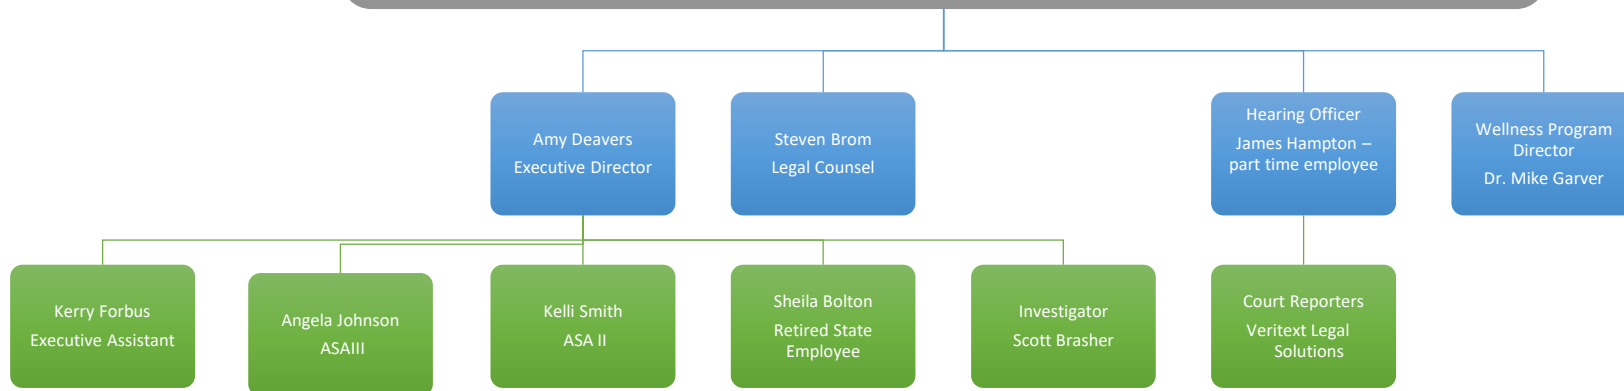 Amy Deavers
Executive Director
Steven Brom
Legal Counsel
Hearing Officer
James Hampton –
part time employee
Wellness Program
Director
Dr. Mike Garver
Kerry Forbus
Executive Assistant
Angela Johnson
ASAIII
Kelli Smith
ASA II
Sheila Bolton
Retired State
Employee
Investigator
Scott Brasher
Court Reporters
Veritext Legal
Solutions